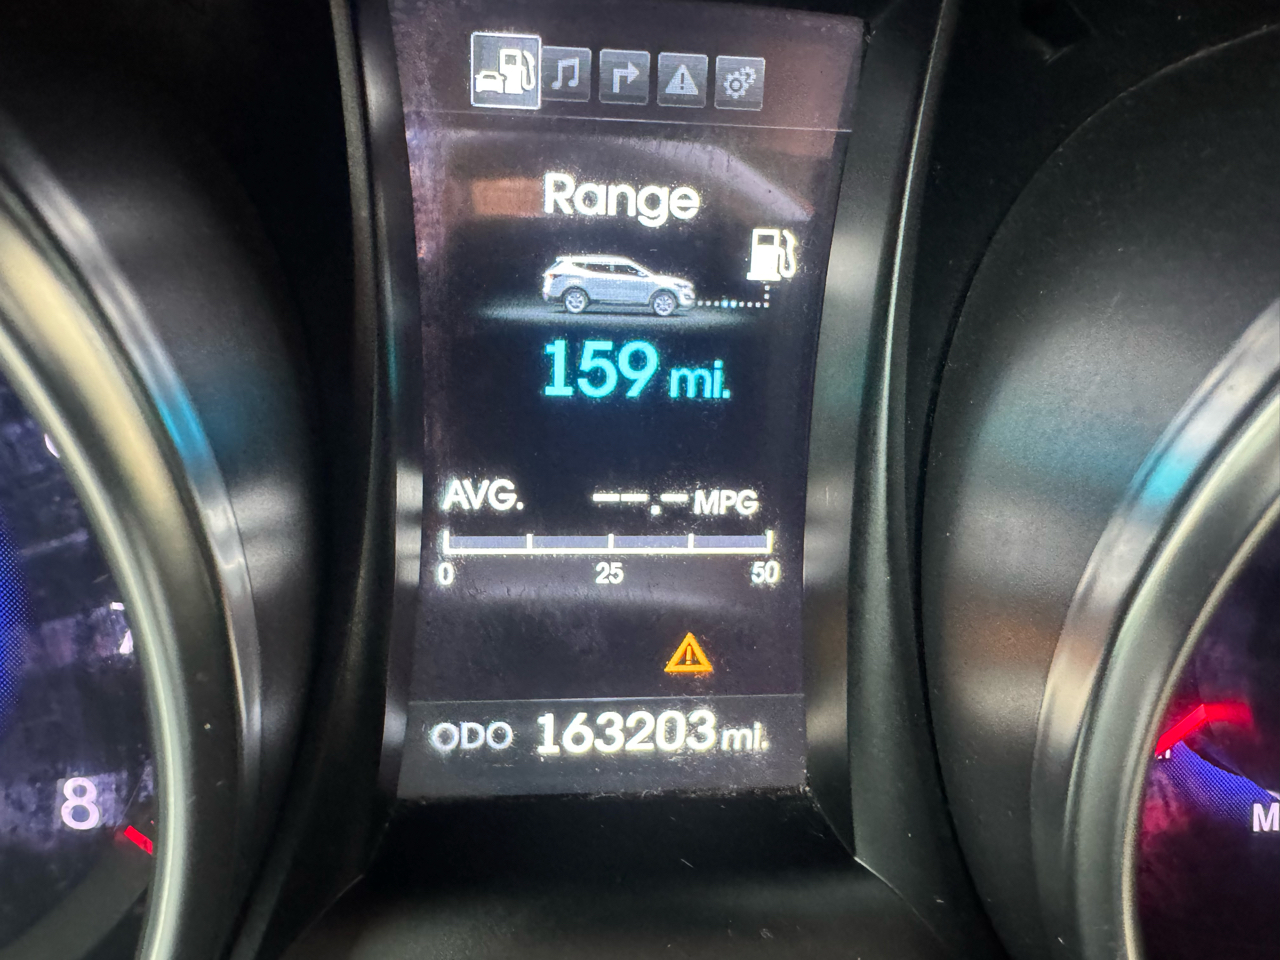 Range
159 mi.
AVG. --.- MPG
0 25 50
ODO 163203 mi.
8
M